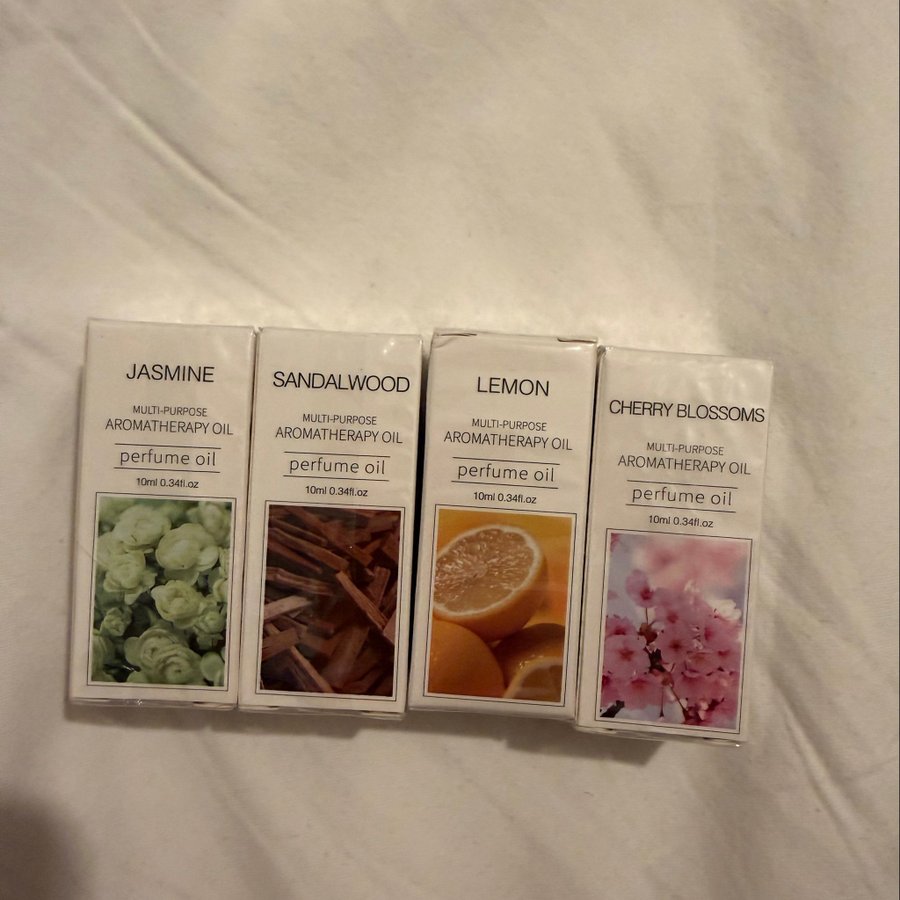 JASMINE
MULTI-PURPOSE
AROMATHERAPY OIL
perfume oil
10ml 0.34fl.oz
SANDALWOOD
MULTI-PURPOSE
AROMATHERAPY OIL
perfume oil
10ml 0.34fl.oz
LEMON
MULTI-PURPOSE
AROMATHERAPY OIL
perfume oil
10ml 0.34fl.oz
CHERRY BLOSSOMS
MULTI-PURPOSE
AROMATHERAPY OIL
perfume oil
10ml 0.34fl.oz